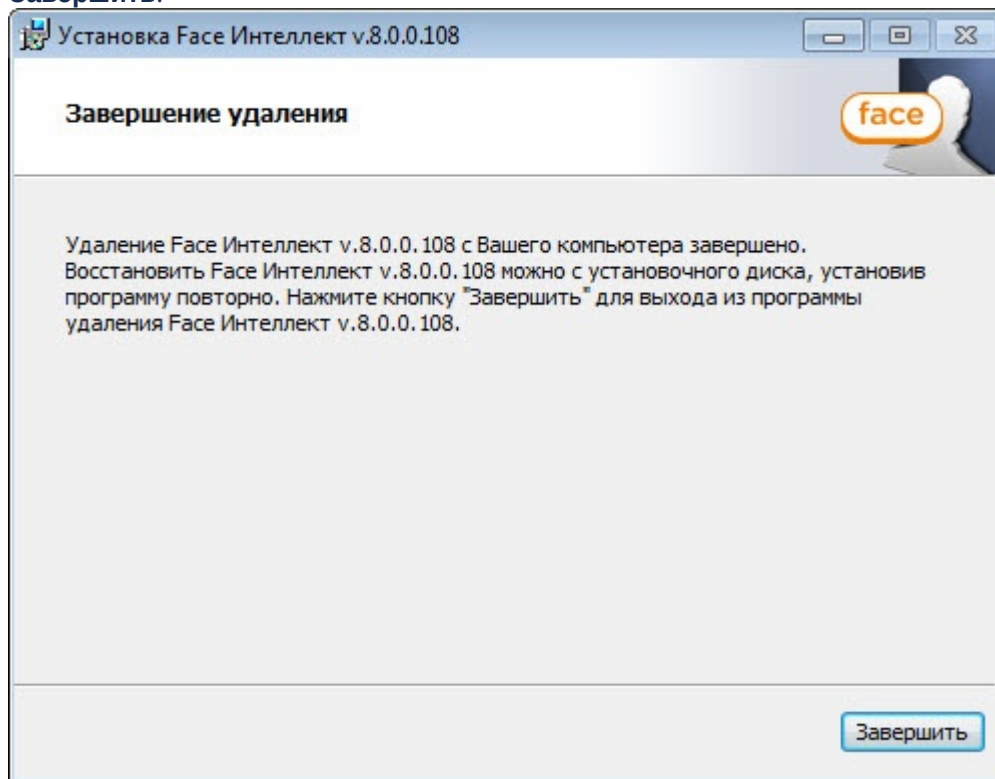 Завершить.
Установка Face Интеллект v.8.0.0.108
Завершение удаления
face
Удаление Face Интеллект v.8.0.0.108 с Вашего компьютера завершено.
Восстановить Face Интеллект v.8.0.0.108 можно с установочного диска, установив
программу повторно. Нажмите кнопку "Завершить" для выхода из программы
удаления Face Интеллект v.8.0.0.108.
Завершить